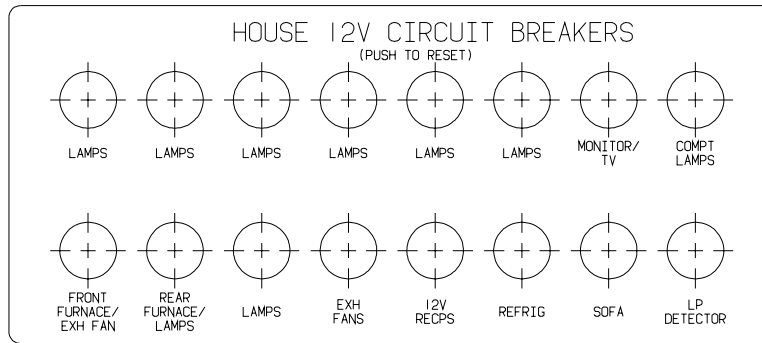 HOUSE 12V CIRCUIT BREAKERS
(PUSH TO RESET)
LAMPS LAMPS LAMPS LAMPS LAMPS LAMPS MONITOR/ COMPT
TV LAMPS
FRONT REAR LAMPS EXH 12V REFRIG SOFA LP
FURNACE/ FURNACE/ FANS RECPS DETECTOR
EXH FAN LAMPS